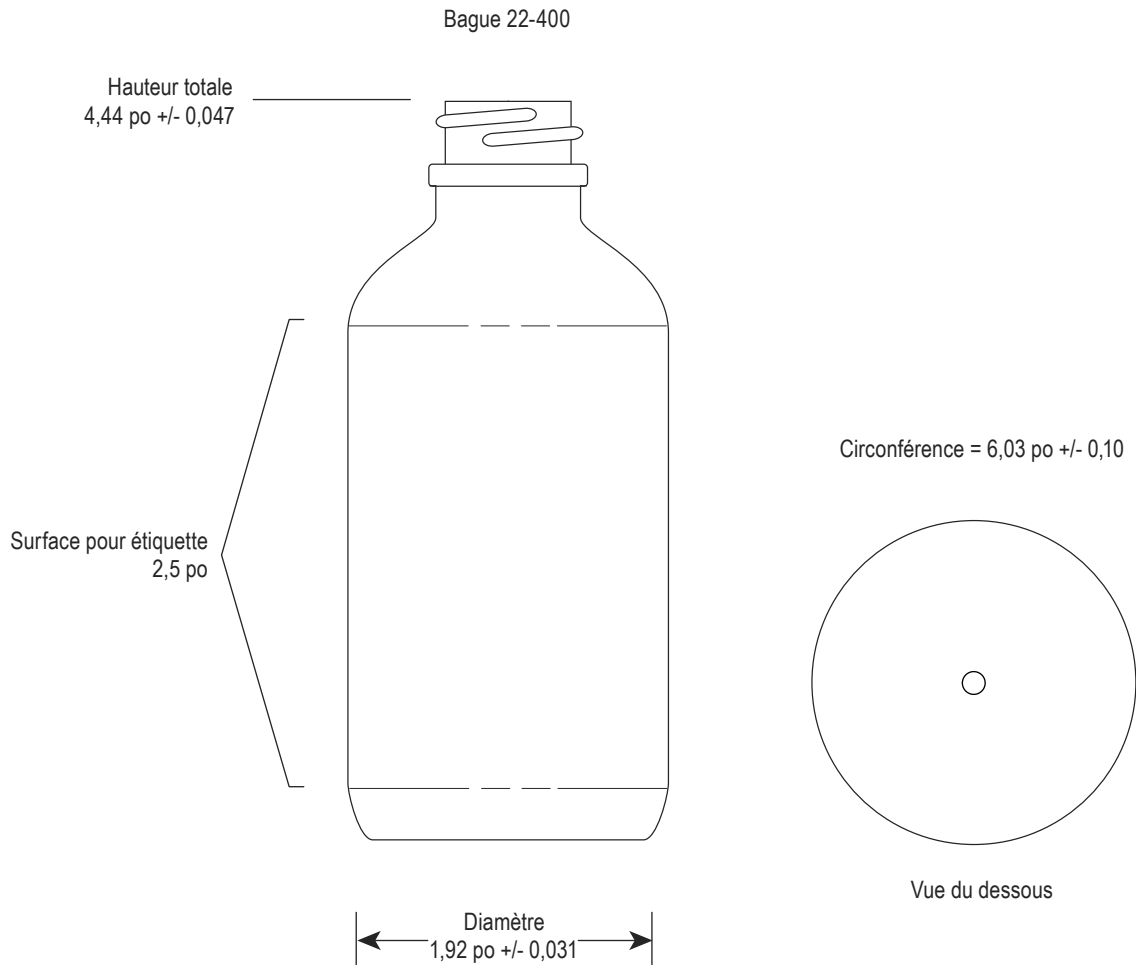 Bague 22-400
Hauteur totale
4,44 po +/- 0,047
Circonférence = 6,03 po +/- 0,10
Surface pour étiquette
2,5 po
Vue du dessous
Diamètre
1,92 po +/- 0,031